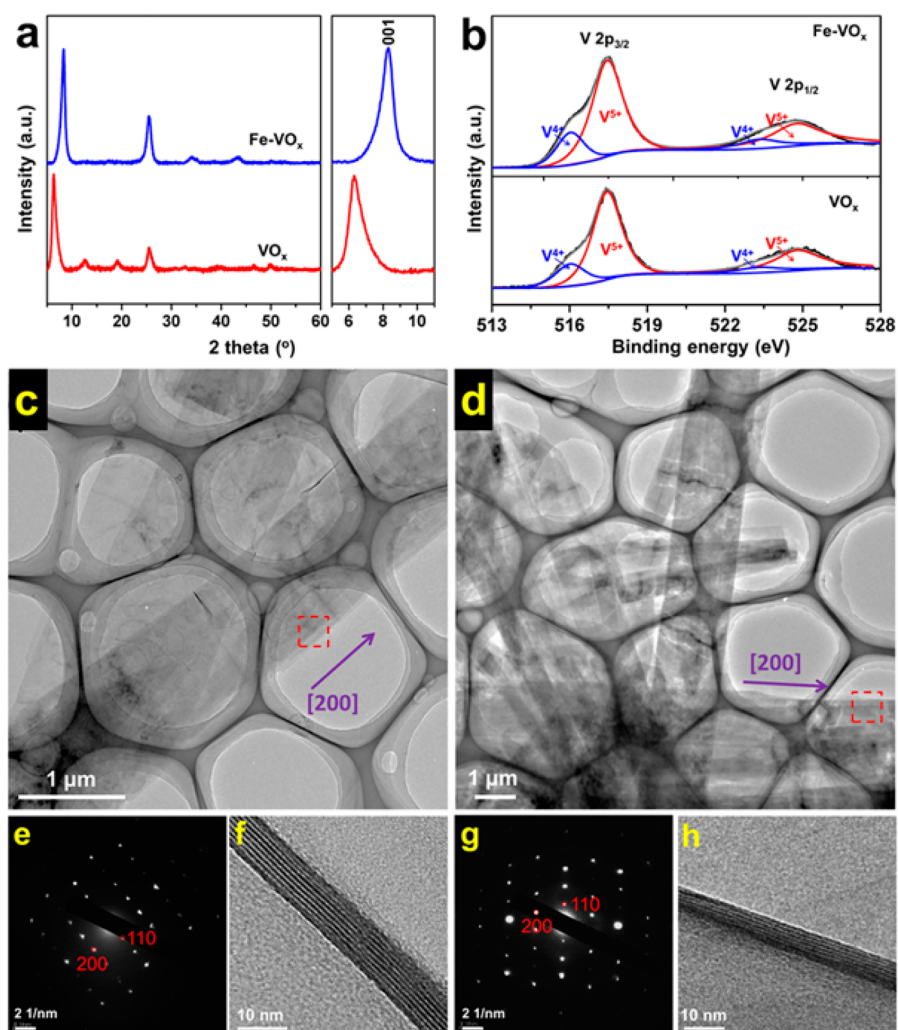 a
Intensity (a.u.)
Fe-VOx
VOx
001
10 20 30 40 50 60
6 8 10
2 theta (°)
b
Intensity (a.u.)
V 2p3/2
Fe-VOx
V 2p1/2
V4+
V5+
V4+
V5+
VOx
V4+
V5+
V4+
V5+
513 516 519 522 525 528
Binding energy (eV)
c
[200]
1 μm
d
[200]
1 μm
e
110
200
2 1/nm
f
10 nm
g
110
200
2 1/nm
h
10 nm